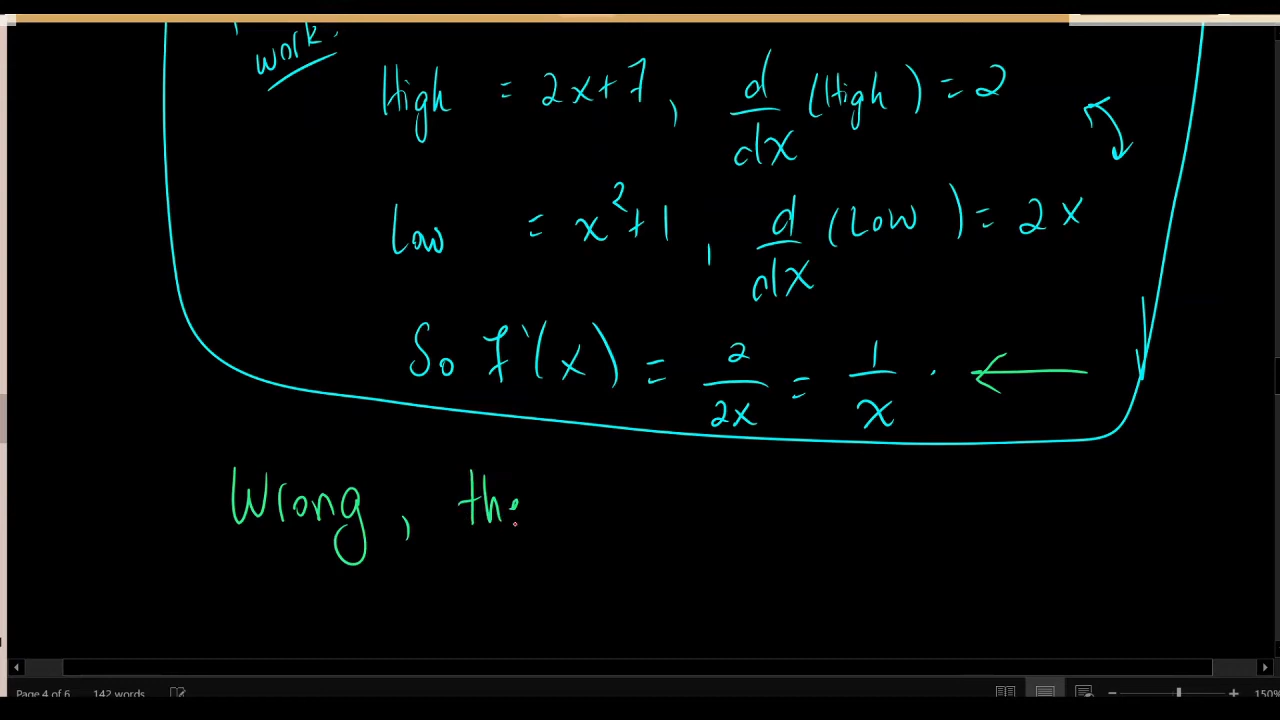 work.
High = 2x+7, d/dx (High) = 2
Low = x²+1, d/dx (Low) = 2x
So f'(x) = 2/2x = 1/x.
Wrong, the
Page 4 of 6 142 words 150%